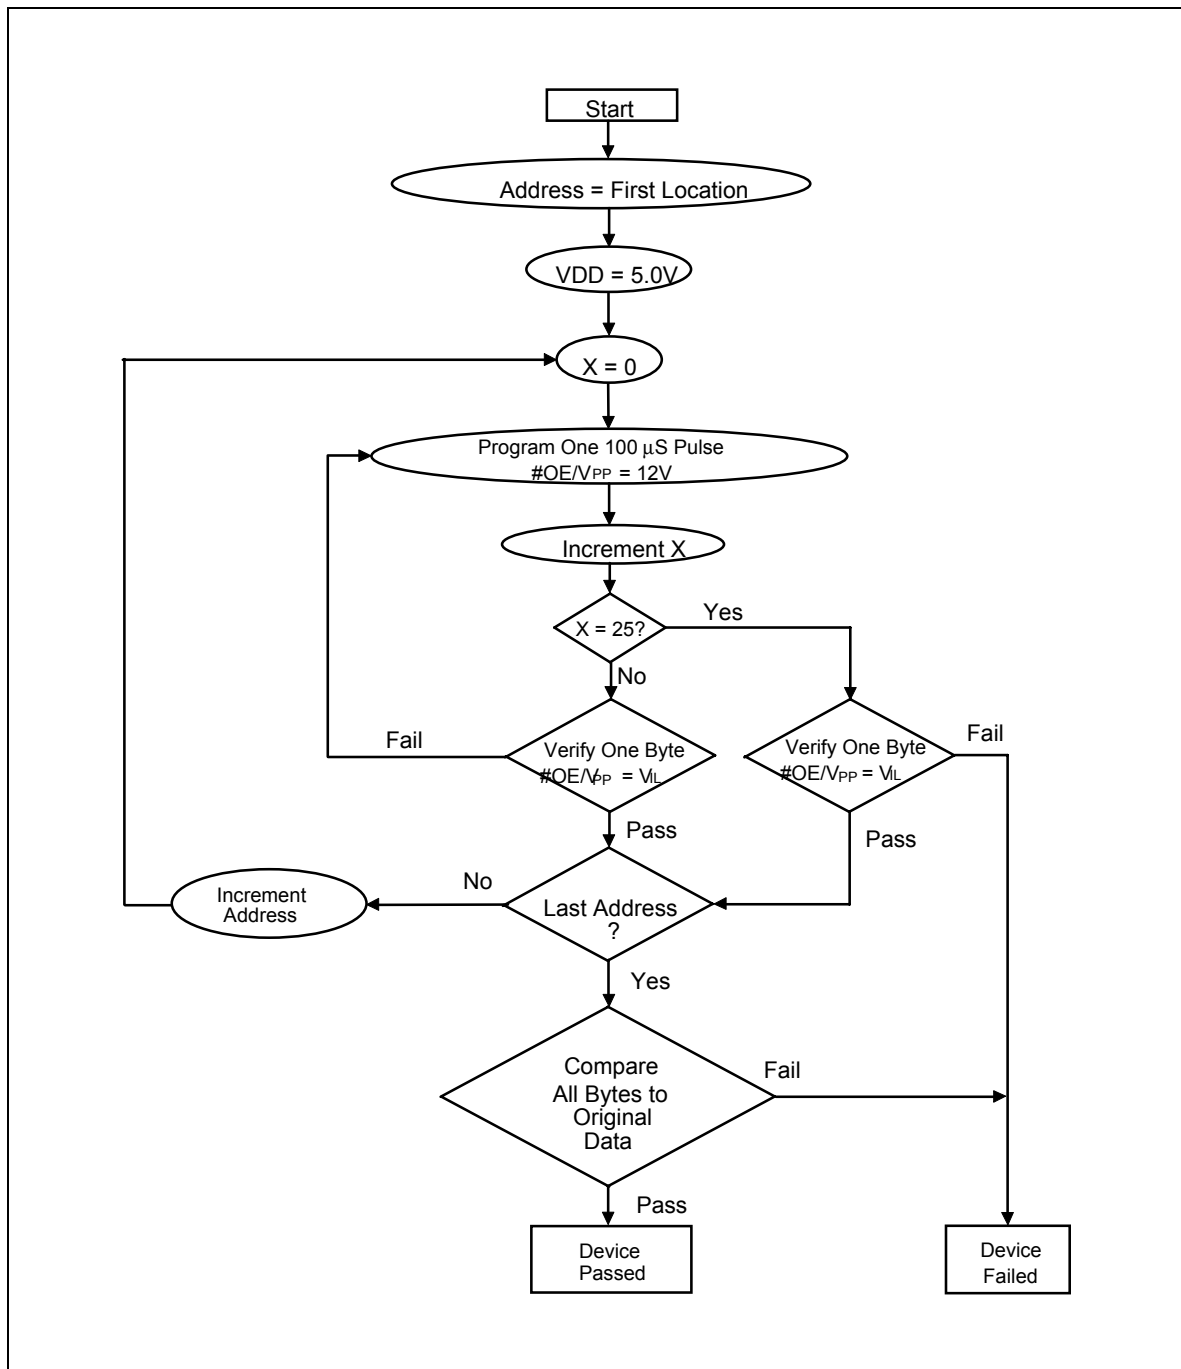 Start
Address = First Location
VDD = 5.0V
X = 0
Program One 100 μS Pulse
#OE/VPP = 12V
Increment X
X = 25?
Yes
No
Fail
Verify One Byte
#OE/VPP = VIL
Pass
Verify One Byte
#OE/VPP = VIL
Fail
Pass
Last Address
?
No
Increment
Address
Yes
Compare
All Bytes to
Original
Data
Fail
Pass
Device
Passed
Device
Failed